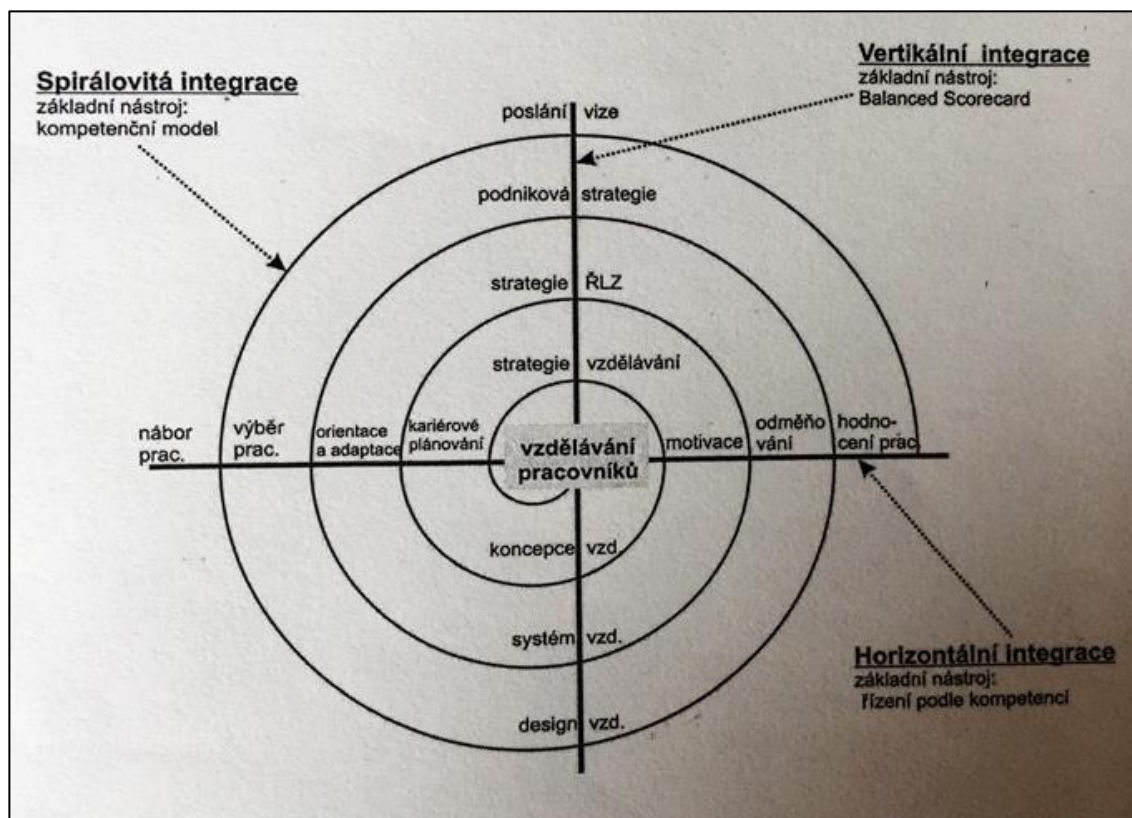 Spirálovitá integrace
základní nástroj:
kompetenční model
Vertikální integrace
základní nástroj:
Balanced Scorecard
poslání vize
podniková strategie
strategie ŘLZ
strategie vzdělávání
nábor
prac.
výběr
prac.
orientace
a adaptace
kariérové
plánování
vzdělávání
pracovníků
motivace
odměňo
vání
hodno-
cení prac.
koncepce vzd.
systém vzd.
design vzd.
Horizontální integrace
základní nástroj:
řízení podle kompetencí